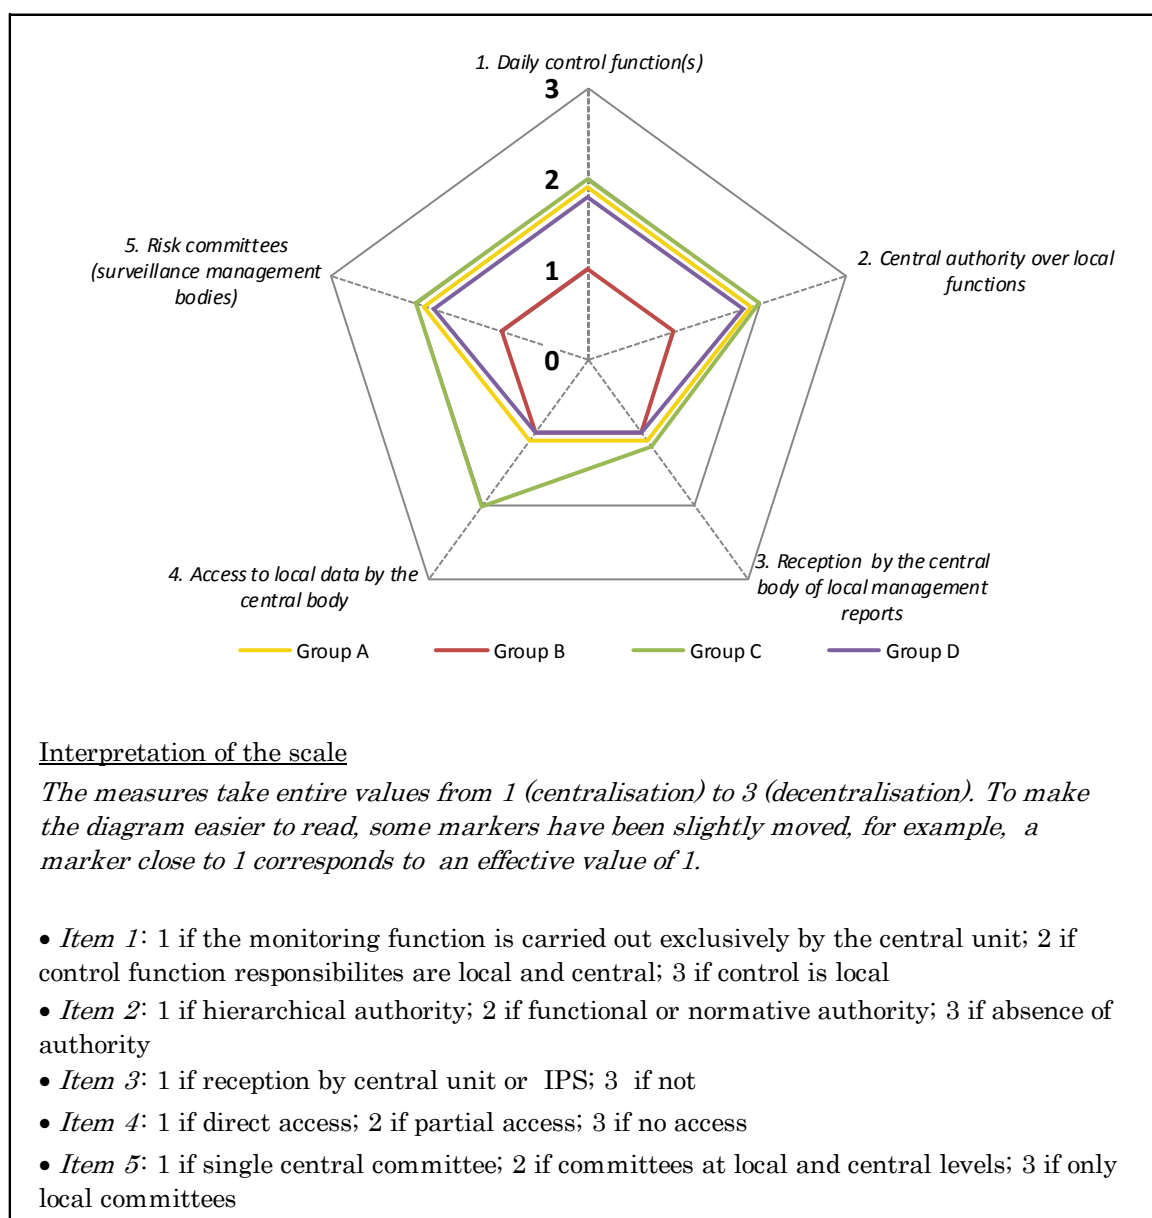 1. Daily control function(s)
3
2
1
0
5. Risk committees
(surveillance management
bodies)
2. Central authority over local
functions
4. Access to local data by the
central body
3. Reception by the central
body of local management
reports
Group A Group B Group C Group D
Interpretation of the scale
The measures take entire values from 1 (centralisation) to 3 (decentralisation). To make
the diagram easier to read, some markers have been slightly moved, for example, a
marker close to 1 corresponds to an effective value of 1.
• Item 1: 1 if the monitoring function is carried out exclusively by the central unit; 2 if
control function responsibilites are local and central; 3 if control is local
• Item 2: 1 if hierarchical authority; 2 if functional or normative authority; 3 if absence of
authority
• Item 3: 1 if reception by central unit or IPS; 3 if not
• Item 4: 1 if direct access; 2 if partial access; 3 if no access
• Item 5: 1 if single central committee; 2 if committees at local and central levels; 3 if only
local committees